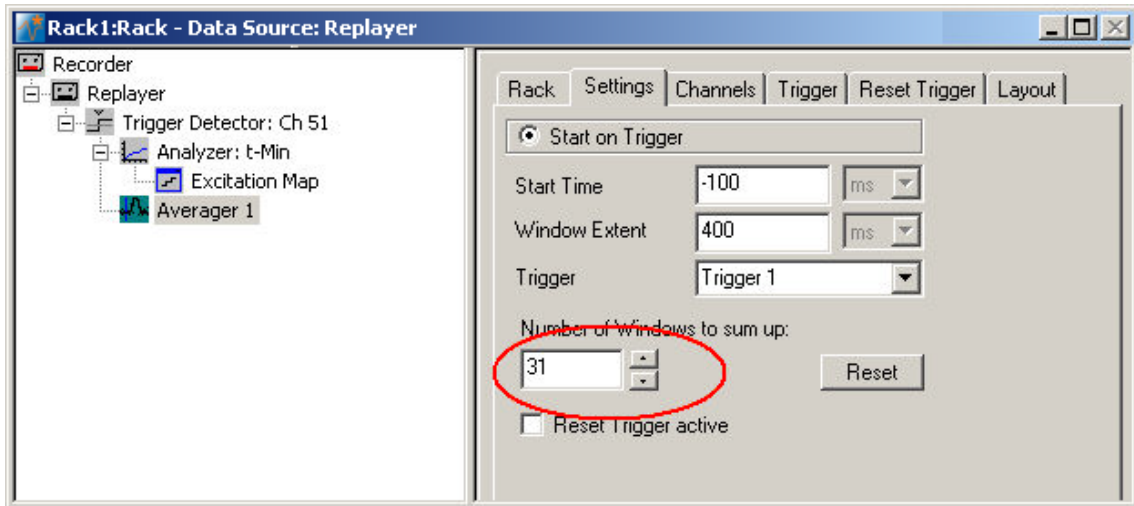 Rack1:Rack - Data Source: Replayer
Recorder
Replayer
Trigger Detector: Ch 51
Analyzer: t-Min
Excitation Map
Averager 1
Rack Settings Channels Trigger Reset Trigger Layout
Start on Trigger
Start Time -100 ms
Window Extent 400 ms
Trigger Trigger 1
Number of Windows to sum up:
31 Reset
Reset Trigger active